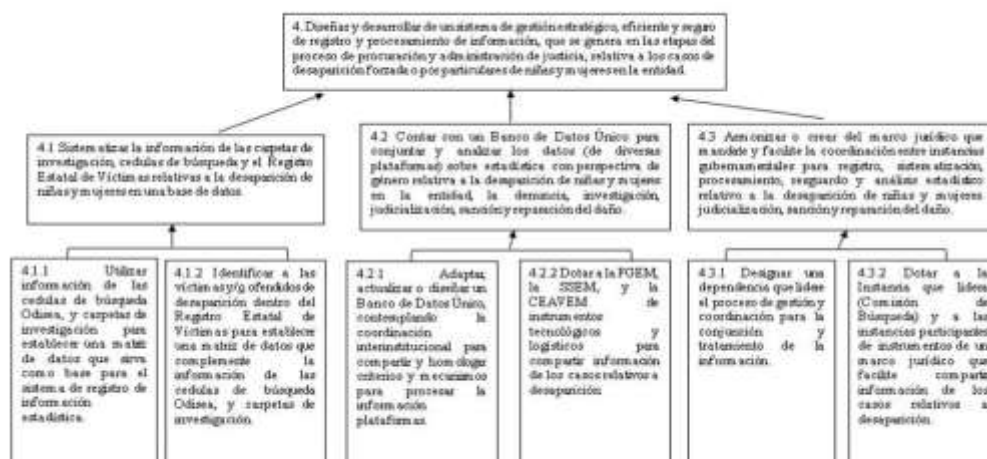 4. Diseñar y desarrollar de un sistema de gestión estratégico, eficiente y seguro
de registro y procesamiento de información, que se genera en las etapas del
proceso de procuración y administración de justicia, relativa a los casos de
desaparición forzada o por particulares de niñas y mujeres en la entidad.
4.1 Sistematizar la información de las carpetas de
investigación, cedulas de búsqueda y el Registro
Estatal de Víctimas relativas a la desaparición de
niñas y mujeres en una base de datos.
4.2 Contar con un Banco de Datos Único para
conjuntar y analizar los datos (de diversas
plataformas) sobre estadística con perspectiva de
género relativa a la desaparición de niñas y mujeres
en la entidad, la denuncia, investigación,
judicialización, sanción y reparación del daño.
4.3 Armonizar o crear del marco jurídico que
mandate y facilite la coordinación entre instancias
gubernamentales para registro, sistematización,
procesamiento, resguardo y análisis estadístico
relativo a la desaparición de niñas y mujeres
judicialización, sanción y reparación del daño.
4.1.1 Utilizar
información de las
cedulas de búsqueda
Odisea, y carpetas de
investigación para
establecer una matriz
de datos que sirva
como base para el
sistema de registro de
información
estadística.
4.1.2 Identificar a las
víctimas y/o ofendidos de
desaparición dentro del
Registro Estatal de
Víctimas para establecer
una matriz de datos que
complemente la
información de las
cedulas de búsqueda
Odisea, y carpetas de
investigación.
4.2.1 Adaptar,
actualizar o diseñar un
Banco de Datos Único,
contemplando la
coordinación
interinstitucional para
compartir y homologar
criterios y mecanismos
para procesar la
información
plataformas
4.2.2 Dotar a la FGEM,
la SSEM, y la
CEAVEM de
instrumentos
tecnológicos y
logísticos para
compartir información
de los casos relativos a
desaparición
4.3.1 Designar una
dependencia que lidere
el proceso de gestión y
coordinación para la
conjunción y
tratamiento de la
información.
4.3.2 Dotar a la
Instancia que lidera
(Comisión de
Búsqueda) y a las
instancias participantes
de instrumentos de un
marco jurídico que
facilite compartir
información de los
casos relativos a
desaparición.